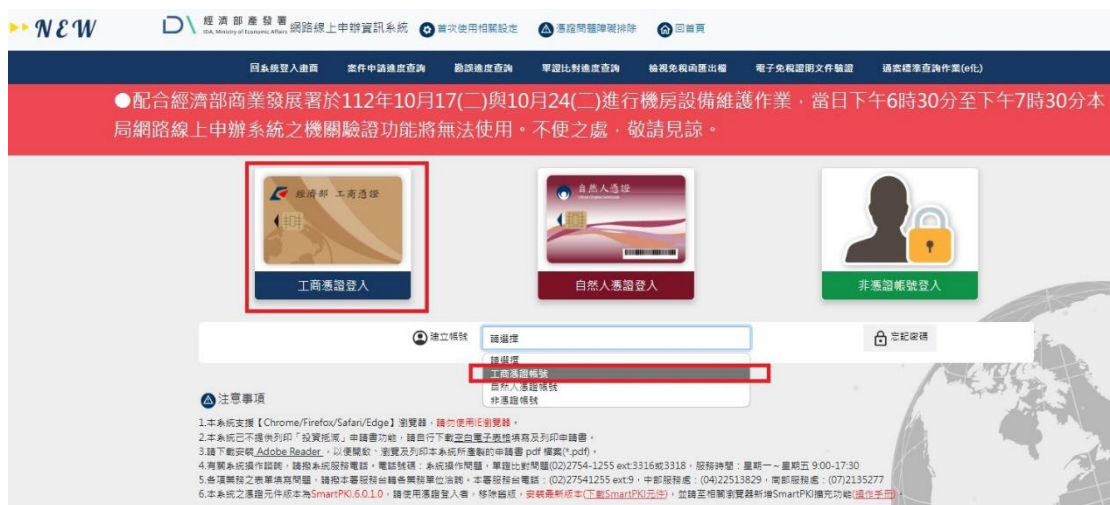 NEW
經濟部產發署
IDA, Ministry of Economic Affairs
網路線上申辦資訊系統
首次使用相關設定
憑證問題障礙排除
回首頁
回系統登入畫面 案件申請進度查詢 勘誤進度查詢 單證比對進度查詢 檢視免稅函匯出檔 電子免稅證明文件驗證 通案標準查詢作業(e化)
●配合經濟部商業發展署於112年10月17(二)與10月24(二)進行機房設備維護作業，當日下午6時30分至下午7時30分本
局網路線上申辦系統之機關驗證功能將無法使用。不便之處，敬請見諒。
經濟部 工商憑證
自然人憑證
工商憑證登入
自然人憑證登入
非憑證帳號登入
建立帳號
請選擇
忘記密碼
請選擇
工商憑證帳號
自然人憑證帳號
非憑證帳號
注意事項
1.本系統支援【Chrome/Firefox/Safari/Edge】瀏覽器，請勿使用IE瀏覽器。
2.本系統已不提供列印「投資抵減」申請書功能，請自行下載空白電子表格填寫及列印申請書。
3.請下載安裝 Adobe Reader，以便開啟、瀏覽及列印本系統所產製的申請書 pdf 檔案(*.pdf)。
4.有關系統操作諮詢，請撥系統服務電話，電話號碼：系統操作問題，單證比對問題(02)2754-1255 ext:3316或3318，服務時間：星期一~星期五 9:00-17:30
5.各項業務之表單填寫問題，請撥本署服務台轉各業務單位洽詢。本署服務台電話：(02)27541255 ext:9，中部服務處：(04)22513829，南部服務處：(07)2135277
6.本系統之憑證元件版本為SmartPKI.6.0.1.0，請使用憑證登入者，移除舊版，安裝最新版本(下載SmartPKI元件)，並請至相關瀏覽器新增SmartPKI擴充功能(操作手冊)。